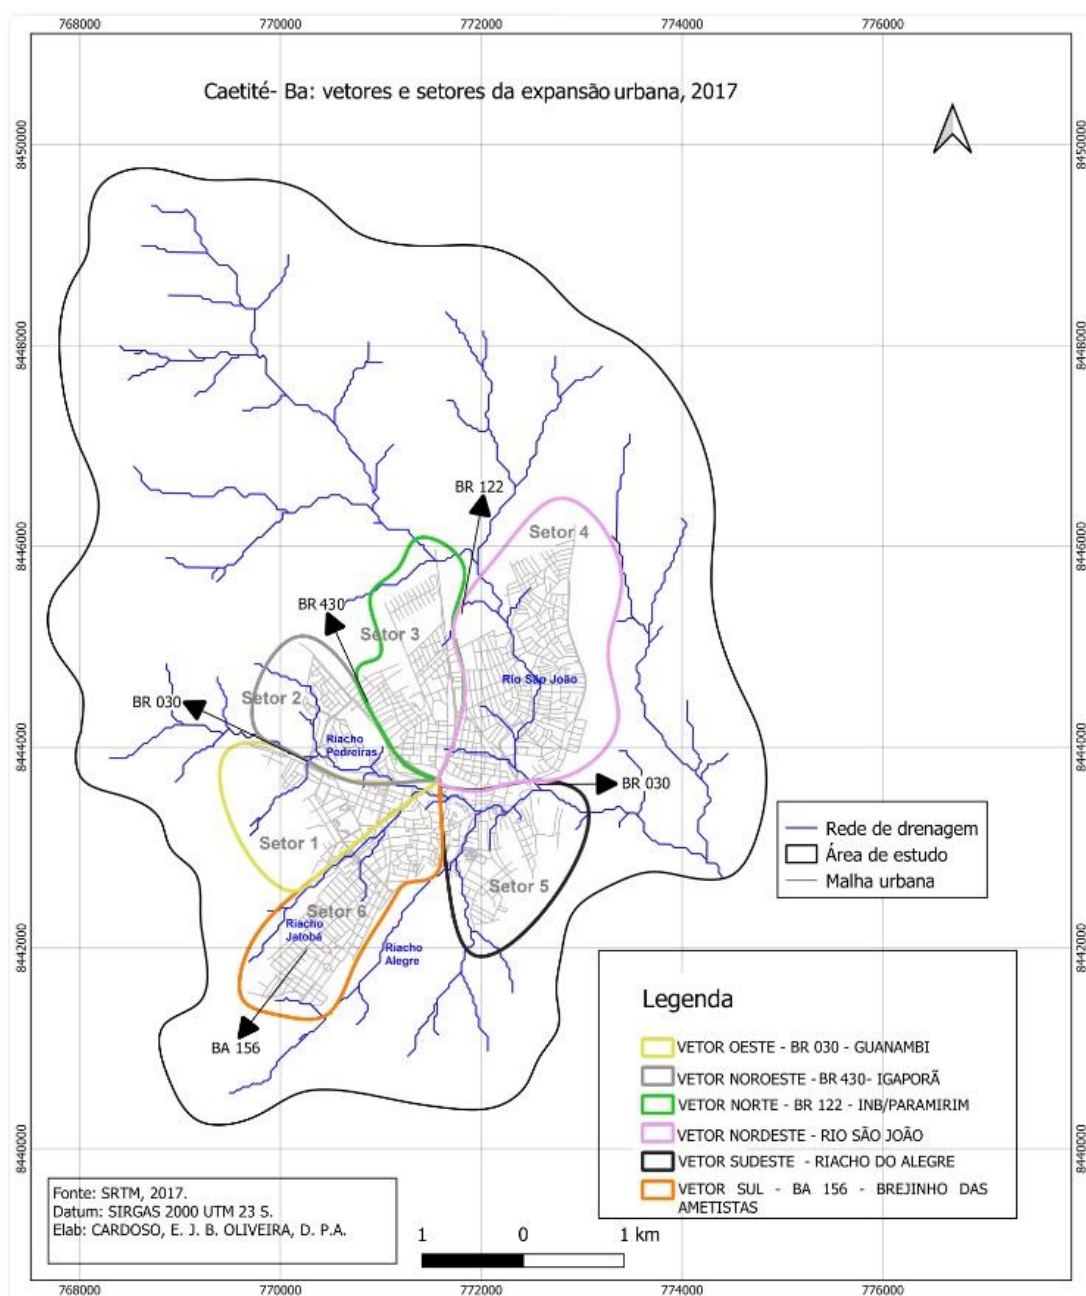 768000 770000 772000 774000 776000
Caetité- Ba: vetores e setores da expansão urbana, 2017
8450000 8450000
8448000 8448000
BR 122
Setor 4
8446000 8446000
BR 430
Setor 3
Rio São João
Setor 2
BR 030
Riacho
Pedreiras
8444000 8444000
BR 030
Setor 1
Rede de drenagem
Área de estudo
Malha urbana
Setor 5
Setor 6
Riacho
Jatobá
Riacho
Alegre
8442000 8442000
BA 156
Legenda
VETOR OESTE - BR 030 - GUANAMBI
VETOR NOROESTE - BR 430- IGAPORÃ
VETOR NORTE - BR 122 - INB/PARAMIRIM
VETOR NORDESTE - RIO SÃO JOÃO
VETOR SUDESTE - RIACHO DO ALEGRE
VETOR SUL - BA 156 - BREJINHO DAS
AMETISTAS
8440000 8440000
Fonte: SRTM, 2017.
Datum: SIRGAS 2000 UTM 23 S.
Elab: CARDOSO, E. J. B. OLIVEIRA, D. P.A.
1 0 1 km
768000 770000 772000 774000 776000